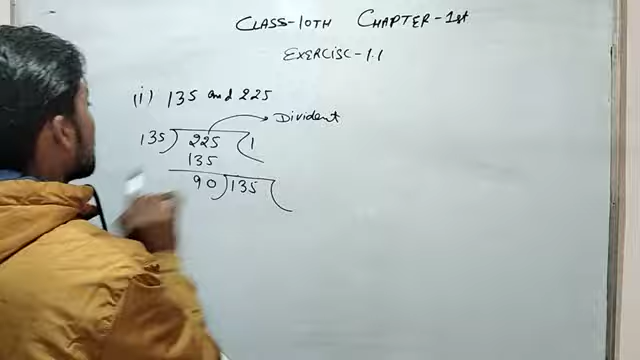 CLASS-10TH CHAPTER-1st
EXERCISE-1.1
(i) 135 and 225
Divident
135) 225 (1
135
90) 135 (